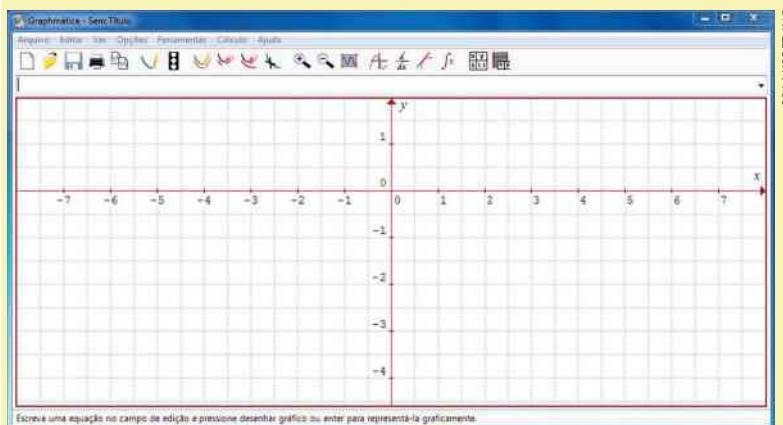 Graphmatica - Sem Título
Arquivo Editar Ver Opções Ferramentas Cálculo Ajuda
y
1
0
x
-7 -6 -5 -4 -3 -2 -1 0 1 2 3 4 5 6 7
-1
-2
-3
-4
Escreva uma equação no campo de edição e pressione desenhar gráfico ou enter para representá-la graficamente.